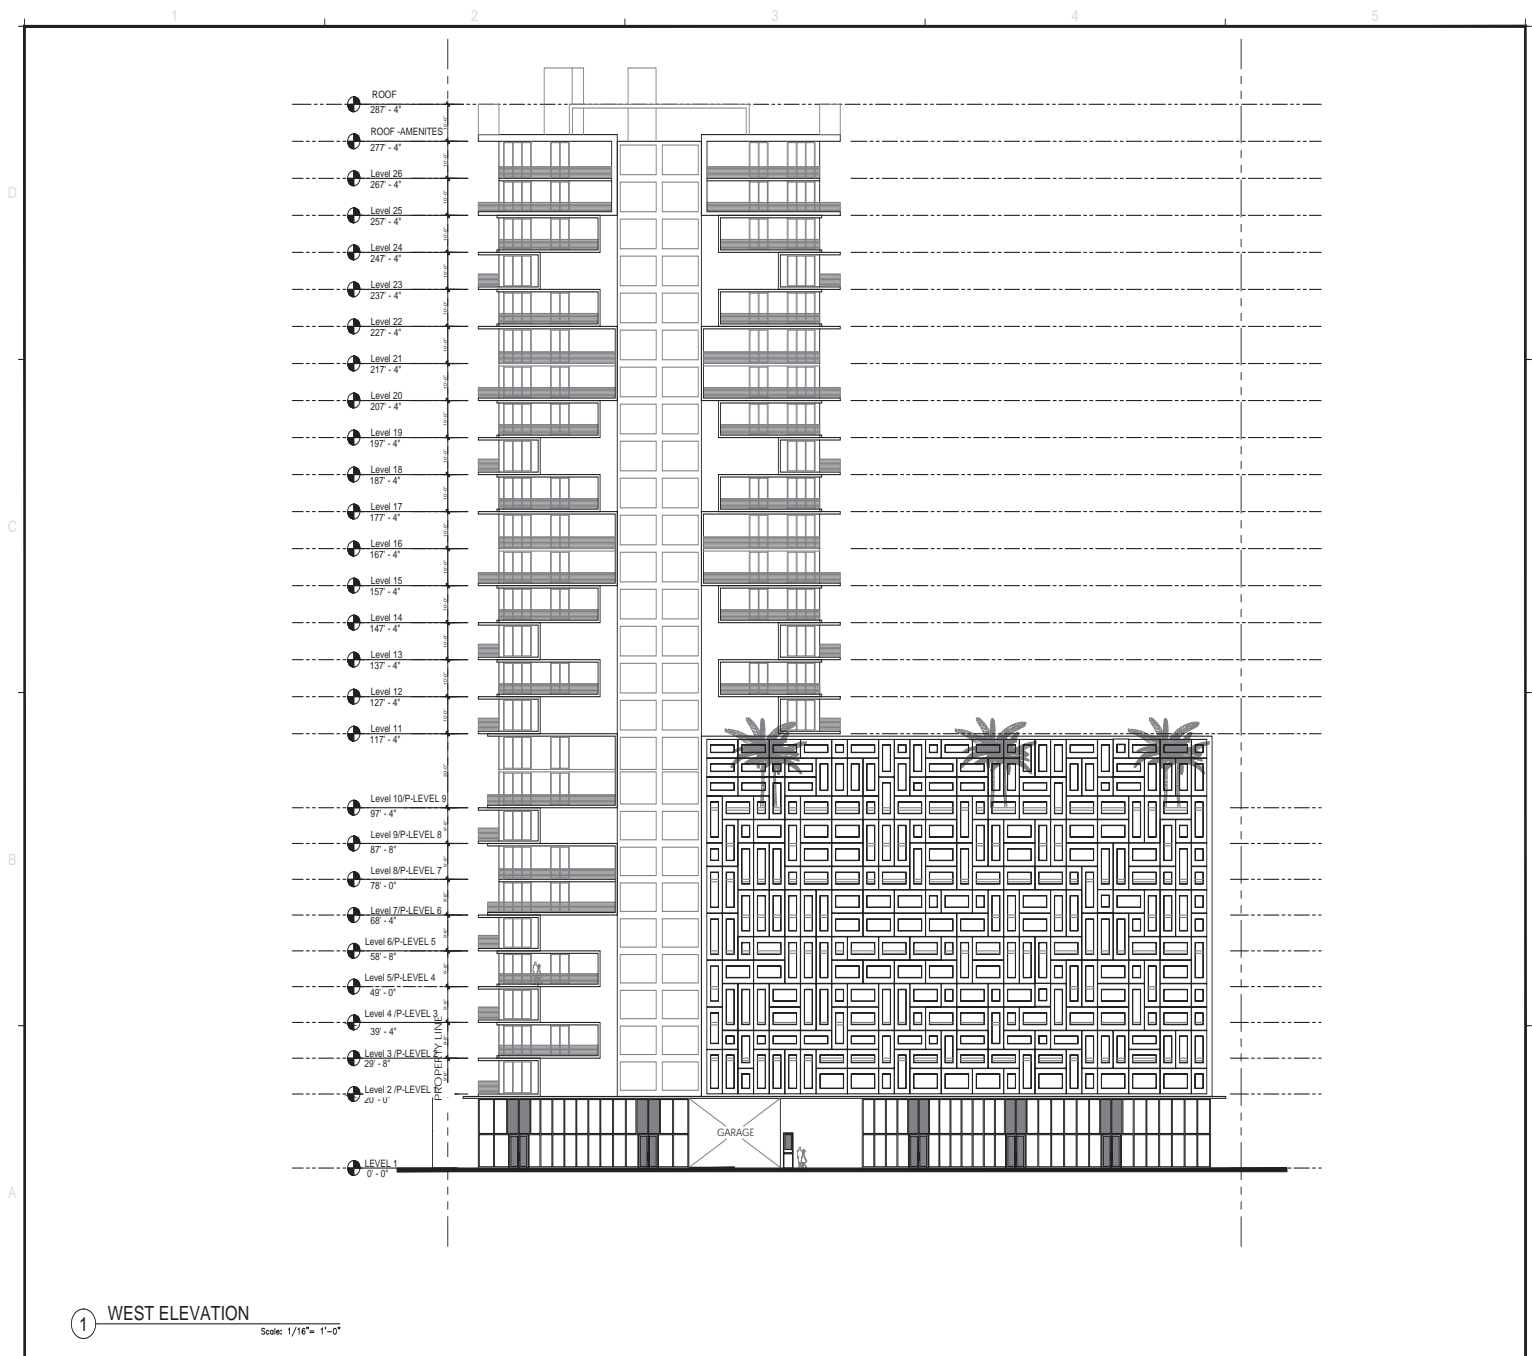 1 2 3 4 5
ROOF
287' - 4"
ROOF -AMENITES
277' - 4"
Level 26
267' - 4"
D
Level 25
257' - 4"
Level 24
247' - 4"
Level 23
237' - 4"
Level 22
227' - 4"
Level 21
217' - 4"
Level 20
207' - 4"
Level 19
197' - 4"
Level 18
187' - 4"
Level 17
177' - 4"
C
Level 16
167' - 4"
Level 15
157' - 4"
Level 14
147' - 4"
Level 13
137' - 4"
Level 12
127' - 4"
Level 11
117' - 4"
Level 10/P-LEVEL 9
97' - 4"
Level 9/P-LEVEL 8
87' - 8"
B
Level 8/P-LEVEL 7
78' - 0"
Level 7/P-LEVEL 6
68' - 4"
Level 6/P-LEVEL 5
58' - 8"
Level 5/P-LEVEL 4
49' - 0"
Level 4 /P-LEVEL 3
39' - 4"
Level 3 /P-LEVEL
29' - 8"
Level 2 /P-LEVEL
20' - 0"
PROPERTY LINE
GARAGE
LEVEL 1
0' - 0"
A
1 WEST ELEVATION
Scale: 1/16"= 1'-0"